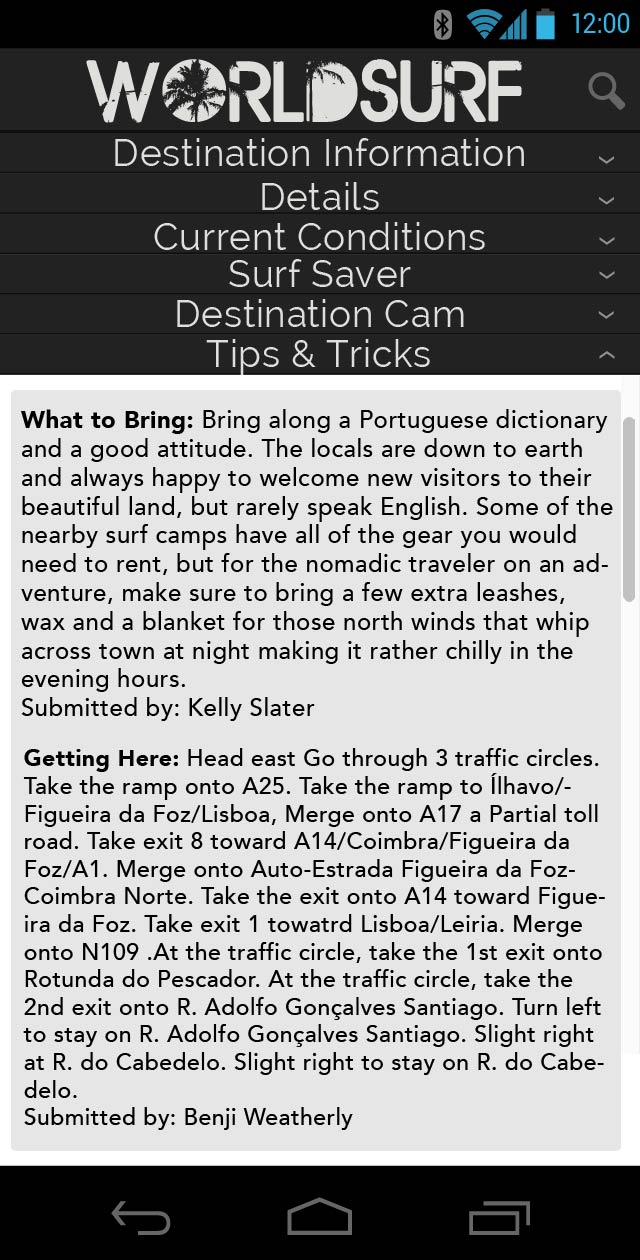 12:00
WORLDSURF
Destination Information
Details
Current Conditions
Surf Saver
Destination Cam
Tips & Tricks
What to Bring: Bring along a Portuguese dictionary
and a good attitude. The locals are down to earth
and always happy to welcome new visitors to their
beautiful land, but rarely speak English. Some of the
nearby surf camps have all of the gear you would
need to rent, but for the nomadic traveler on an ad-
venture, make sure to bring a few extra leashes,
wax and a blanket for those north winds that whip
across town at night making it rather chilly in the
evening hours.
Submitted by: Kelly Slater
Getting Here: Head east Go through 3 traffic circles.
Take the ramp onto A25. Take the ramp to Ílhavo/-
Figueira da Foz/Lisboa, Merge onto A17 a Partial toll
road. Take exit 8 toward A14/Coimbra/Figueira da
Foz/A1. Merge onto Auto-Estrada Figueira da Foz-
Coimbra Norte. Take the exit onto A14 toward Figue-
ira da Foz. Take exit 1 towatrd Lisboa/Leiria. Merge
onto N109 .At the traffic circle, take the 1st exit onto
Rotunda do Pescador. At the traffic circle, take the
2nd exit onto R. Adolfo Gonçalves Santiago. Turn left
to stay on R. Adolfo Gonçalves Santiago. Slight right
at R. do Cabedelo. Slight right to stay on R. do Cabe-
delo.
Submitted by: Benji Weatherly